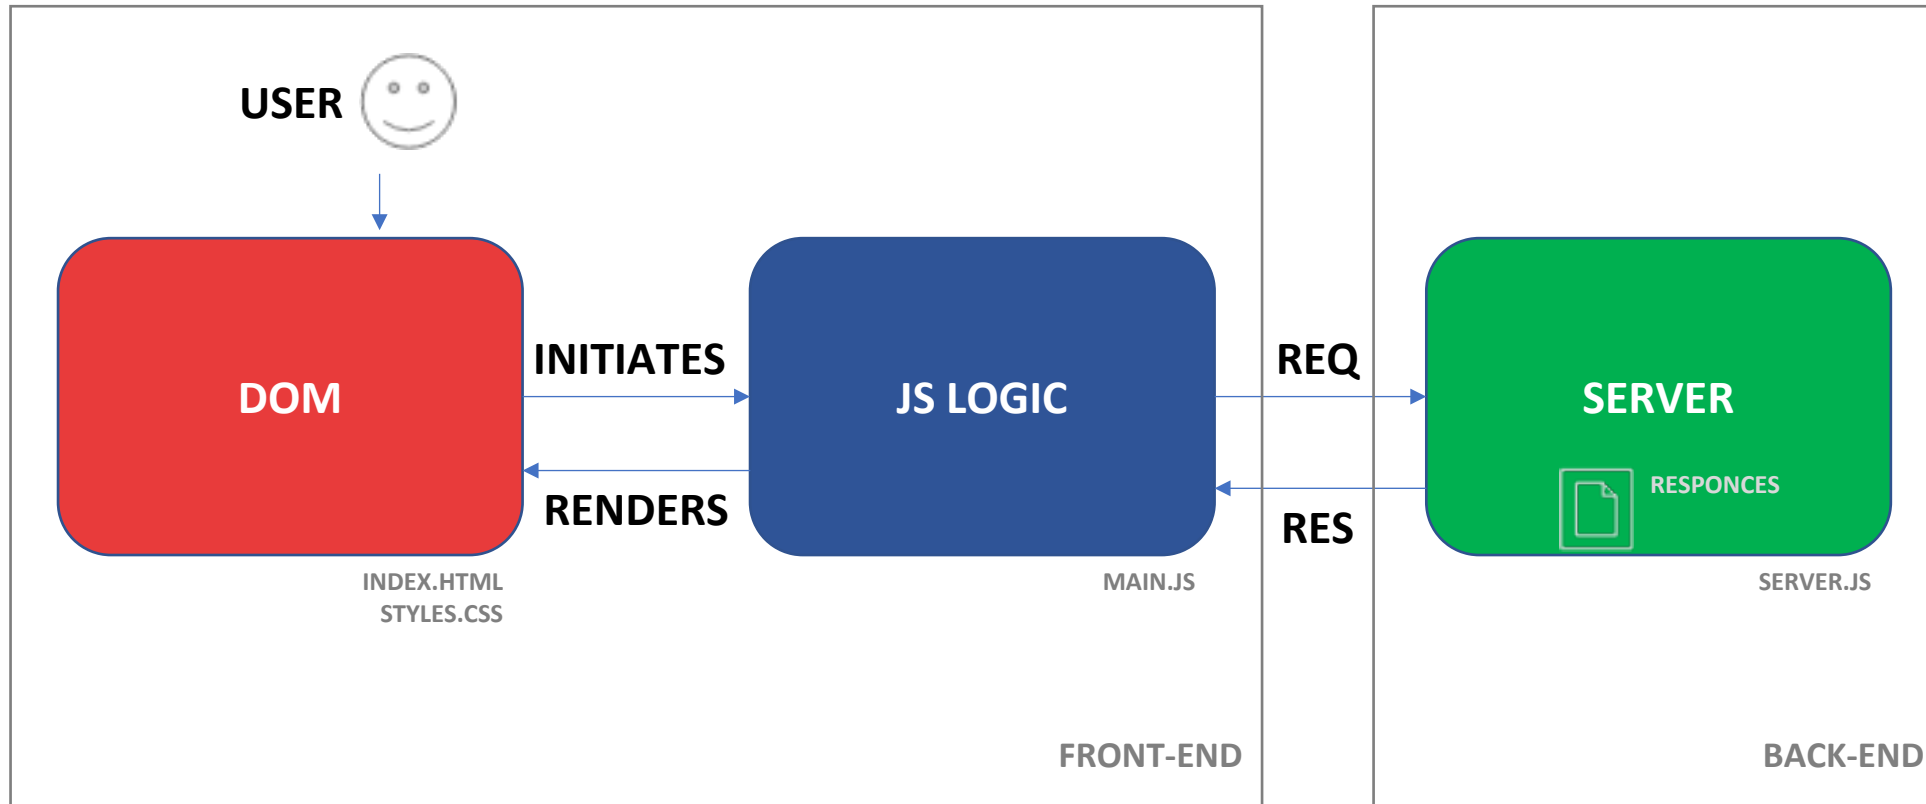 USER
DOM
INITIATES
RENDERS
JS LOGIC
REQ
RES
SERVER
RESPONCES
INDEX.HTML
STYLES.CSS
MAIN.JS
SERVER.JS
FRONT-END
BACK-END